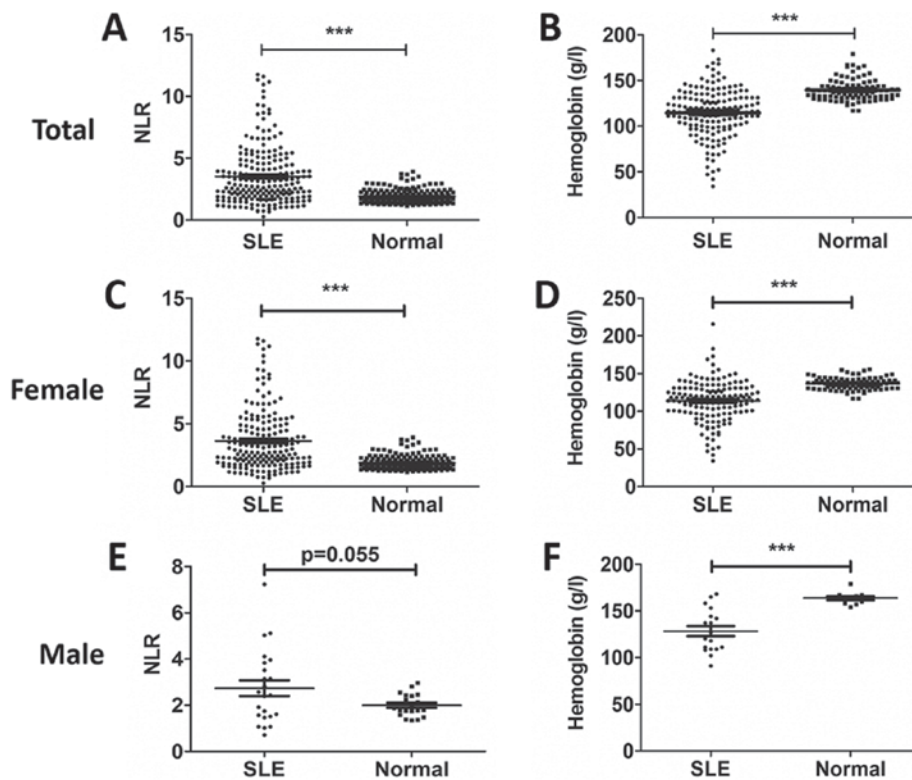 A
15
10
5
0
NLR
***
SLE Normal
B
200
150
100
50
0
Hemoglobin (g/l)
***
SLE Normal
Total
C
15
10
5
0
NLR
***
SLE Normal
D
250
200
150
100
50
0
Hemoglobin (g/l)
***
SLE Normal
Female
E
8
6
4
2
0
NLR
p=0.055
SLE Normal
F
200
150
100
50
0
Hemoglobin (g/l)
***
SLE Normal
Male